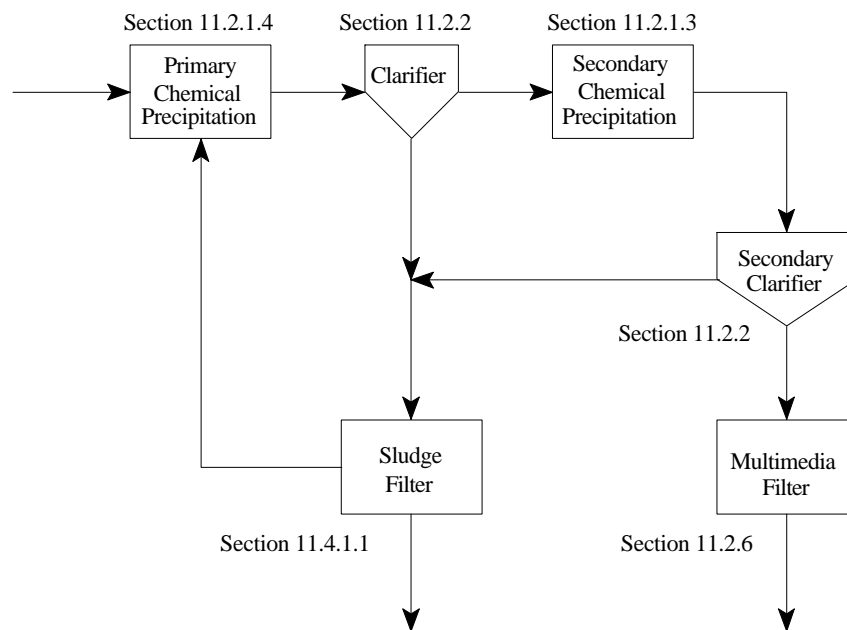 Section 11.2.1.4
Section 11.2.2
Section 11.2.1.3
Primary
Chemical
Precipitation
Clarifier
Secondary
Chemical
Precipitation
Secondary
Clarifier
Section 11.2.2
Sludge
Filter
Multimedia
Filter
Section 11.4.1.1
Section 11.2.6